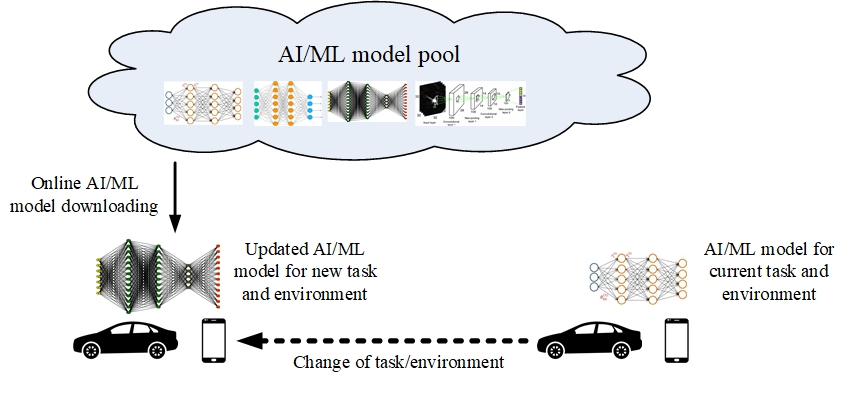 AI/ML model pool
Online AI/ML
model downloading
Updated AI/ML
model for new task
and environment
AI/ML model for
current task and
environment
Change of task/environment